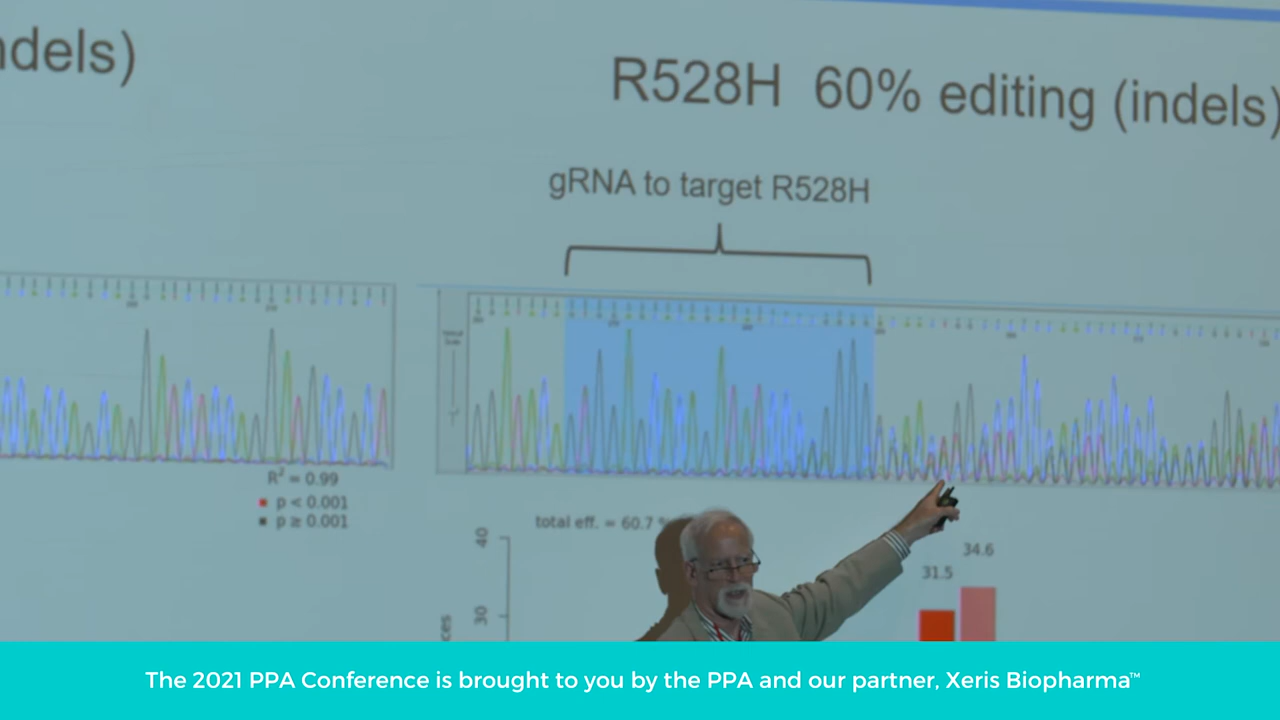 ndels)
R528H 60% editing (indels)
gRNA to target R528H
R² = 0.99
p < 0.001
p ≥ 0.001
total eff. = 60.7 %
40
30
31.5
34.6
ces
The 2021 PPA Conference is brought to you by the PPA and our partner, Xeris Biopharma™